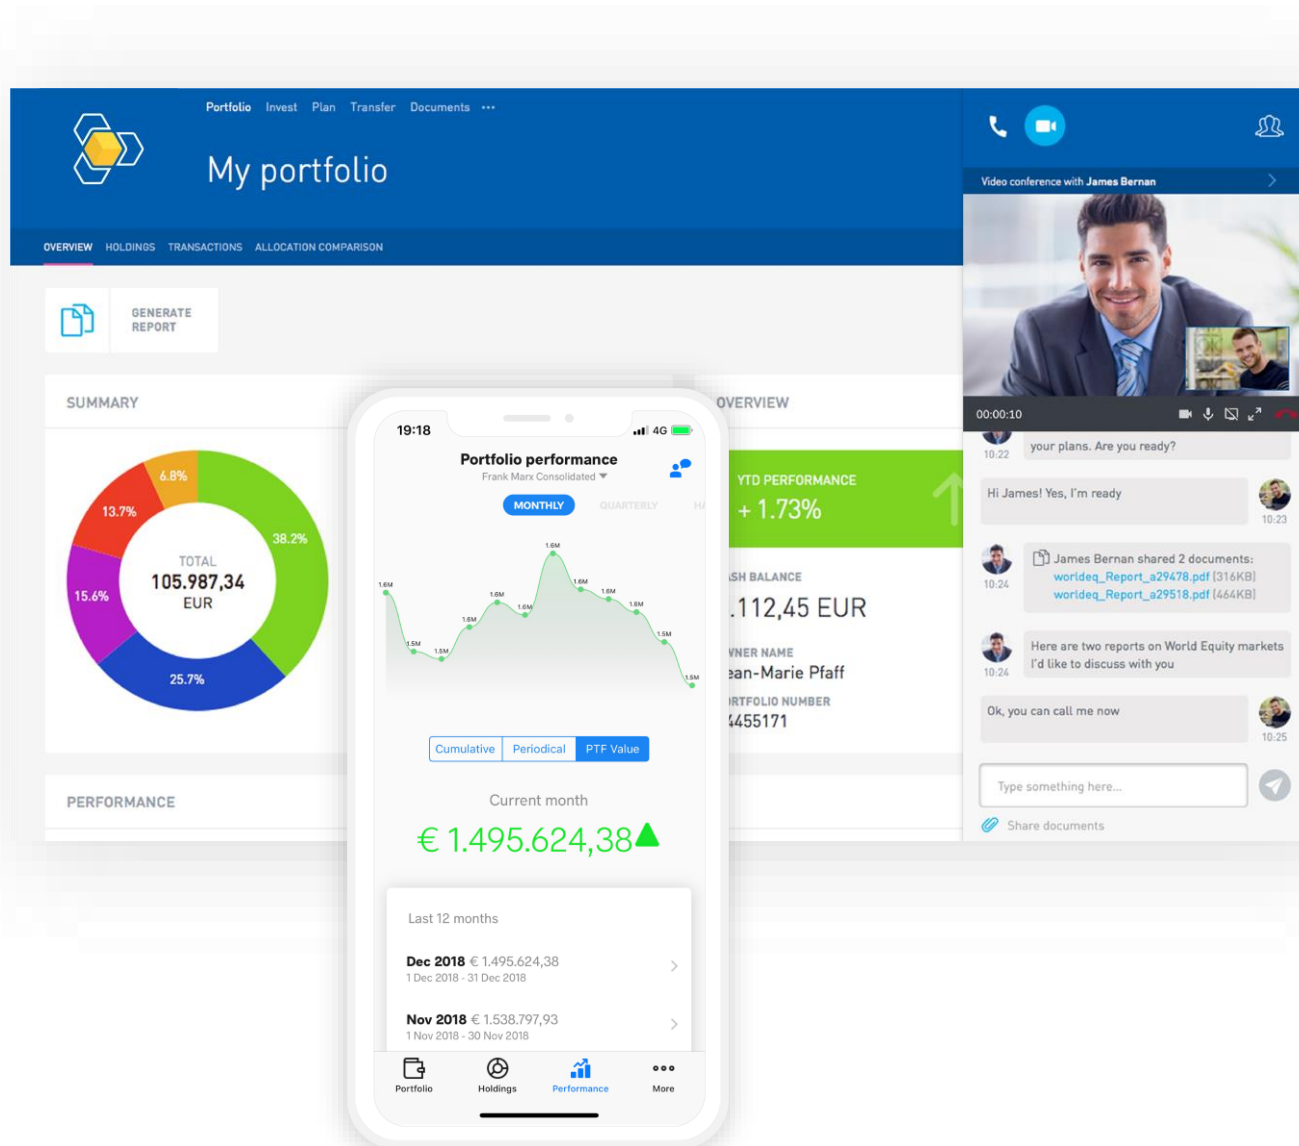 Portfolio Invest Plan Transfer Documents •••
My portfolio
OVERVIEW HOLDINGS TRANSACTIONS ALLOCATION COMPARISON
GENERATE
REPORT
SUMMARY
6.8%
13.7%
38.2%
15.6%
25.7%
TOTAL
105.987,34
EUR
PERFORMANCE
19:18
4G
Portfolio performance
Frank Marx Consolidated
MONTHLY QUARTERLY
1.6M
1.5M
1.5M
1.6M
1.6M
1.6M
1.6M
1.6M
1.6M
1.6M
1.5M
1.5M
Cumulative Periodical PTF Value
Current month
€ 1.495.624,38
Last 12 months
Dec 2018 € 1.495.624,38
1 Dec 2018 - 31 Dec 2018
Nov 2018 € 1.538.797,93
1 Nov 2018 - 30 Nov 2018
Portfolio Holdings Performance More
OVERVIEW
YTD PERFORMANCE
+ 1.73%
BALANCE
.112,45 EUR
NAME
ean-Marie Pfaff
NUMBER
4455171
Video conference with James Bernan
00:00:10
your plans. Are you ready?
10:22
Hi James! Yes, I'm ready
10:23
James Bernan shared 2 documents:
worldeq_Report_a29478.pdf (316KB)
worldeq_Report_a29518.pdf (464KB)
10:24
Here are two reports on World Equity markets
I'd like to discuss with you
10:24
Ok, you can call me now
10:25
Type something here...
Share documents